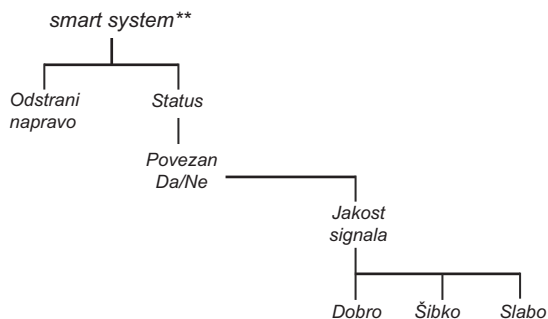 smart system**
Odstrani
napravo
Status
Povezan
Da/Ne
Jakost
signala
Dobro
Šibko
Slabo